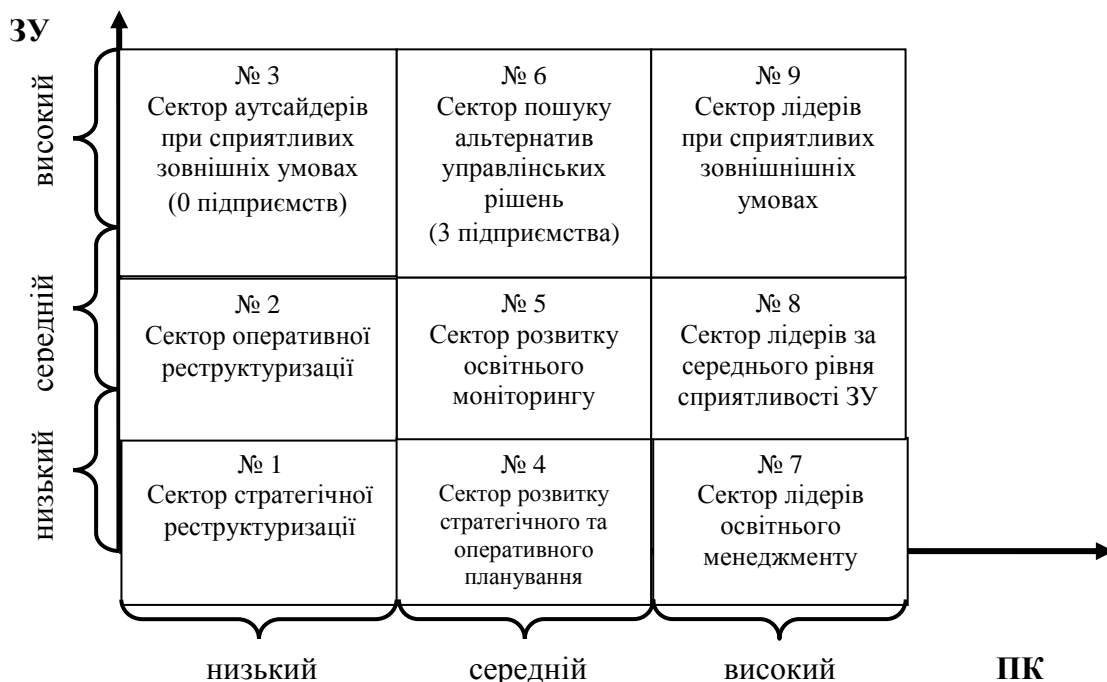 ЗУ
високий
середній
низький
№ 3
Сектор аутсайдерів
при сприятливих
зовнішніх умовах
(0 підприємств)
№ 6
Сектор пошуку
альтернатив
управлінських
рішень
(3 підприємства)
№ 9
Сектор лідерів
при сприятливих
зовнішнішніх
умовах
№ 2
Сектор оперативної
реструктуризації
№ 5
Сектор розвитку
освітнього
моніторингу
№ 8
Сектор лідерів за
середнього рівня
сприятливості ЗУ
№ 1
Сектор стратегічної
реструктуризації
№ 4
Сектор розвитку
стратегічного та
оперативного
планування
№ 7
Сектор лідерів
освітнього
менеджменту
низький
середній
високий
ПК